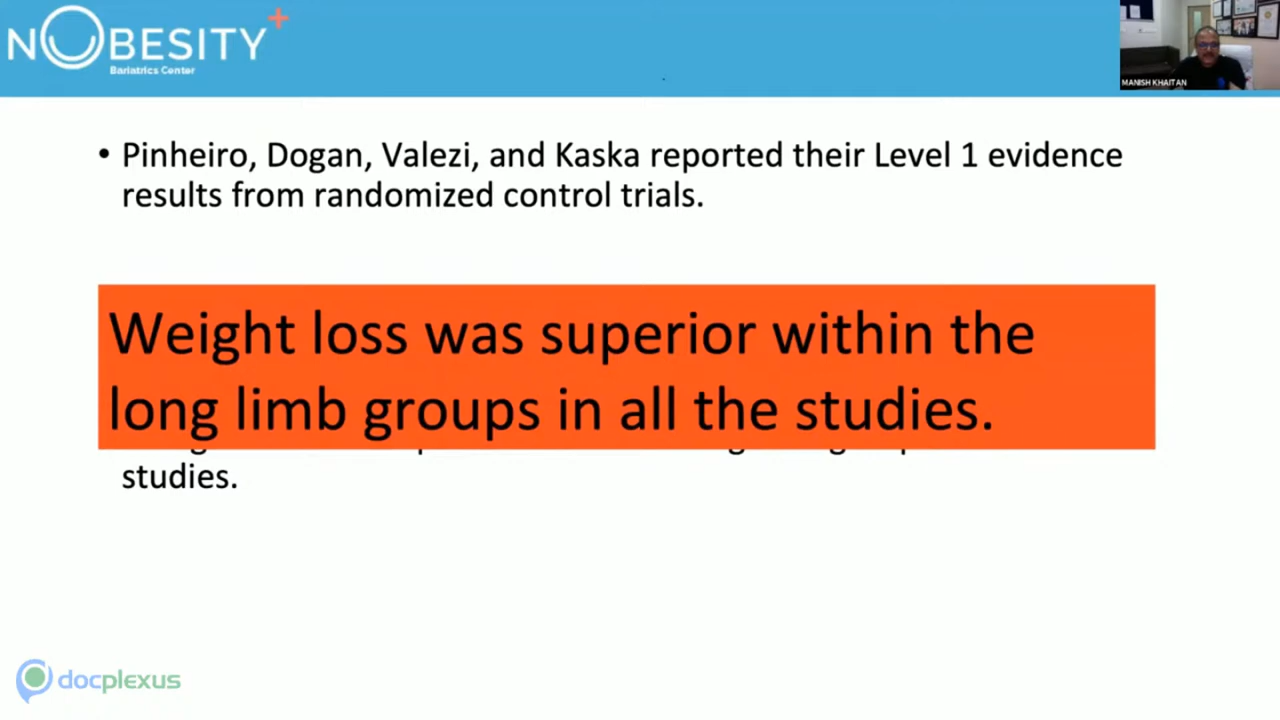 NOBESITY+
Bariatrics Center
MANISH KHAITAN
• Pinheiro, Dogan, Valezi, and Kaska reported their Level 1 evidence
results from randomized control trials.
Weight loss was superior within the
long limb groups in all the studies.
studies.
docplexus